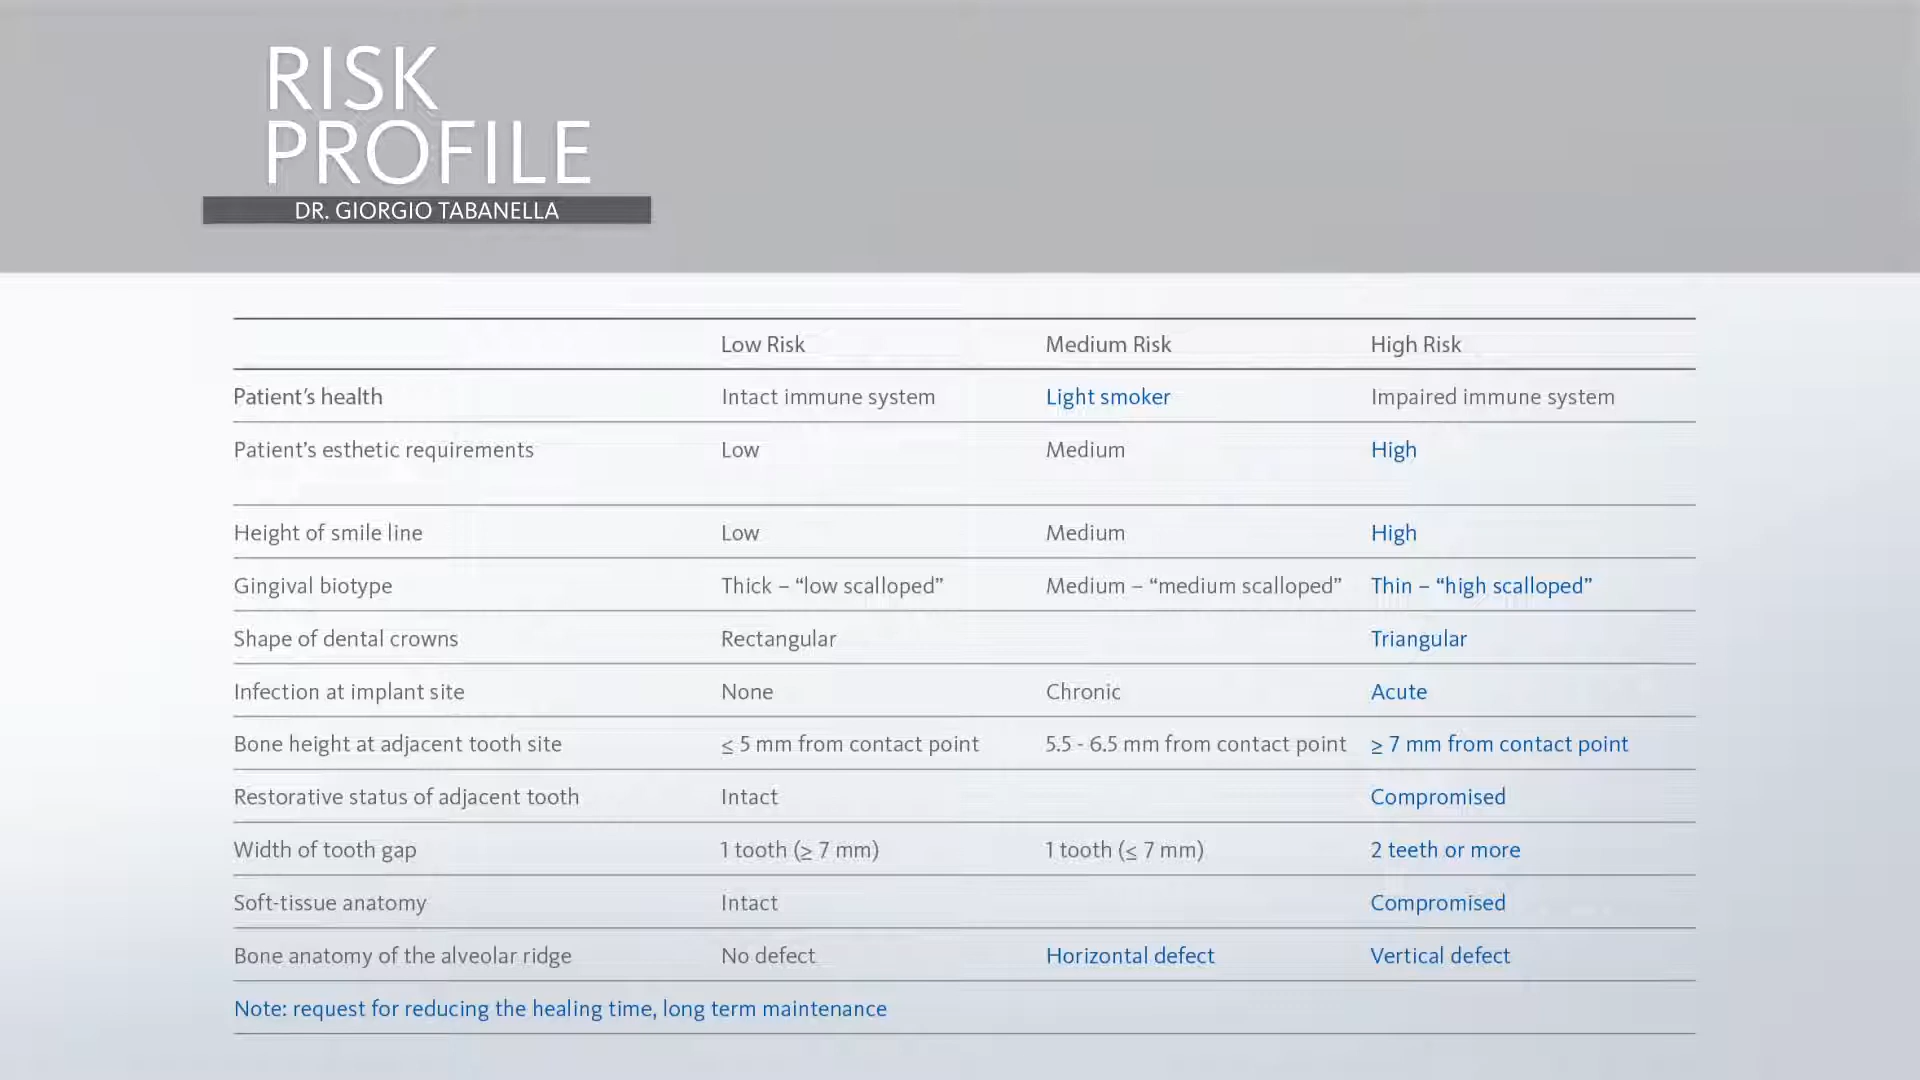 RISK
PROFILE
DR. GIORGIO TABANELLA
Low Risk Medium Risk High Risk
Patient’s health Intact immune system Light smoker Impaired immune system
Patient’s esthetic requirements Low Medium High
Height of smile line Low Medium High
Gingival biotype Thick – “low scalloped” Medium – “medium scalloped” Thin – “high scalloped”
Shape of dental crowns Rectangular Triangular
Infection at implant site None Chronic Acute
Bone height at adjacent tooth site ≤ 5 mm from contact point 5.5 - 6.5 mm from contact point ≥ 7 mm from contact point
Restorative status of adjacent tooth Intact Compromised
Width of tooth gap 1 tooth (≥ 7 mm) 1 tooth (≤ 7 mm) 2 teeth or more
Soft-tissue anatomy Intact Compromised
Bone anatomy of the alveolar ridge No defect Horizontal defect Vertical defect
Note: request for reducing the healing time, long term maintenance